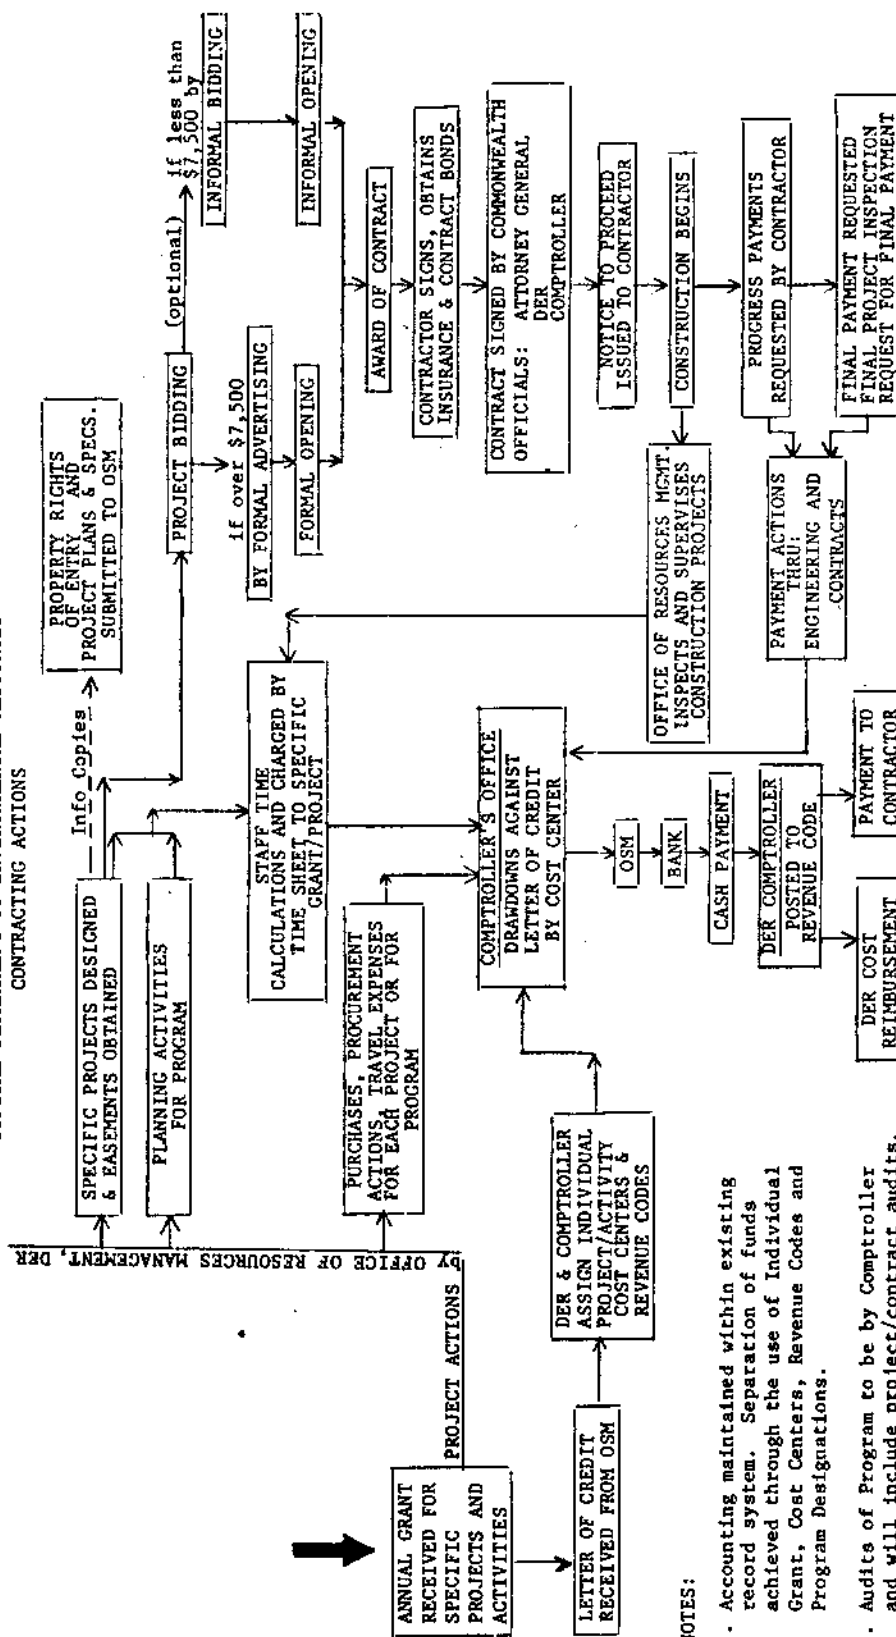 CONTRACTING ACTIONS
ANNUAL GRANT
RECEIVED FOR
SPECIFIC
PROJECTS AND
ACTIVITIES
PROJECT ACTIONS
by OFFICE OF RESOURCES MANAGEMENT, DER
LETTER OF CREDIT
RECEIVED FROM OSM
DER & COMPTROLLER
ASSIGN INDIVIDUAL
PROJECT/ACTIVITY
COST CENTERS &
REVENUE CODES
SPECIFIC PROJECTS DESIGNED
& EASEMENTS OBTAINED
PLANNING ACTIVITIES
FOR PROGRAM
PURCHASES, PROCUREMENT
ACTIONS, TRAVEL EXPENSES
FOR EACH PROJECT OR FOR
PROGRAM
Info Copies
PROPERTY RIGHTS
OF ENTRY AND
PROJECT PLANS & SPECS.
SUBMITTED TO OSM
STAFF TIME
CALCULATIONS AND CHARGED BY
TIME SHEET TO SPECIFIC
GRANT/PROJECT
COMPTROLLER'S OFFICE
DRAWDOWNS AGAINST
LETTER OF CREDIT
BY COST CENTER
OSM
BANK
CASH PAYMENT
DER COMPTROLLER
POSTED TO
REVENUE CODE
DER COST
REIMBURSEMENT
PAYMENT TO
CONTRACTOR
PROJECT BIDDING
(optional)
if less than
$7,500 by
INFORMAL BIDDING
INFORMAL OPENING
if over $7,500
BY FORMAL ADVERTISING
FORMAL OPENING
AWARD OF CONTRACT
CONTRACTOR SIGNS, OBTAINS
INSURANCE & CONTRACT BONDS
CONTRACT SIGNED BY COMMONWEALTH
OFFICIALS: ATTORNEY GENERAL
DER
COMPTROLLER
NOTICE TO PROCEED
ISSUED TO CONTRACTOR
CONSTRUCTION BEGINS
OFFICE OF RESOURCES MGMT.
INSPECTS AND SUPERVISES
CONSTRUCTION PROJECTS
PROGRESS PAYMENTS
REQUESTED BY CONTRACTOR
FINAL PAYMENT REQUESTED
FINAL PROJECT INSPECTION
REQUEST FOR FINAL PAYMENT
PAYMENT ACTIONS
THRU:
ENGINEERING AND
CONTRACTS
NOTES:
· Accounting maintained within existing
record system. Separation of funds
achieved through the use of Individual
Grant, Cost Centers, Revenue Codes and
Program Designations.
· Audits of Program to be by Comptroller
and will include project/contract audits.